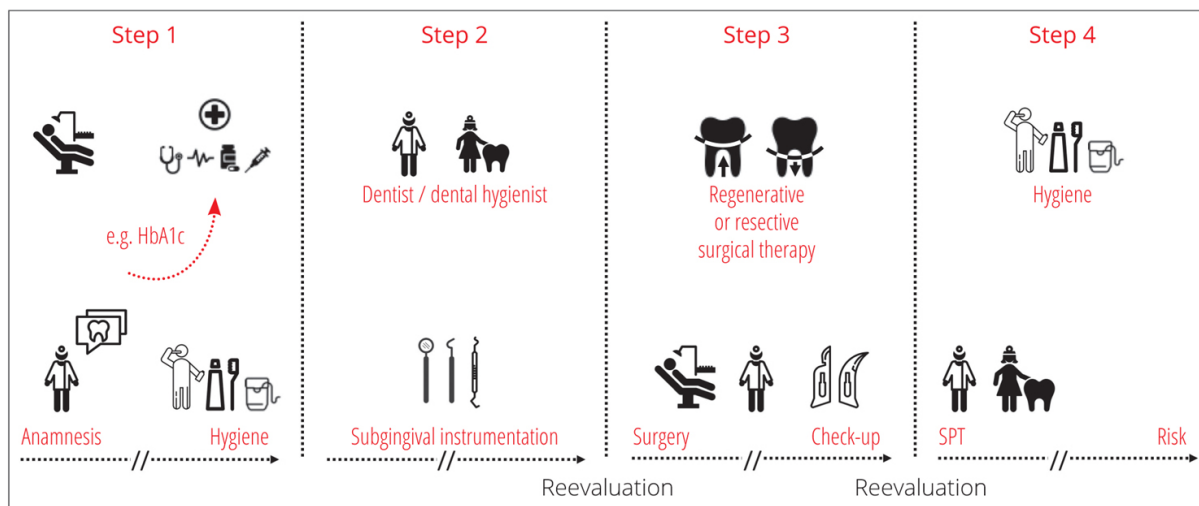 Step 1
Step 2
Step 3
Step 4
e.g. HbA1c
Dentist / dental hygienist
Regenerative
or resective
surgical therapy
Hygiene
Anamnesis
Hygiene
Subgingival instrumentation
Surgery
Check-up
SPT
Risk
Reevaluation
Reevaluation